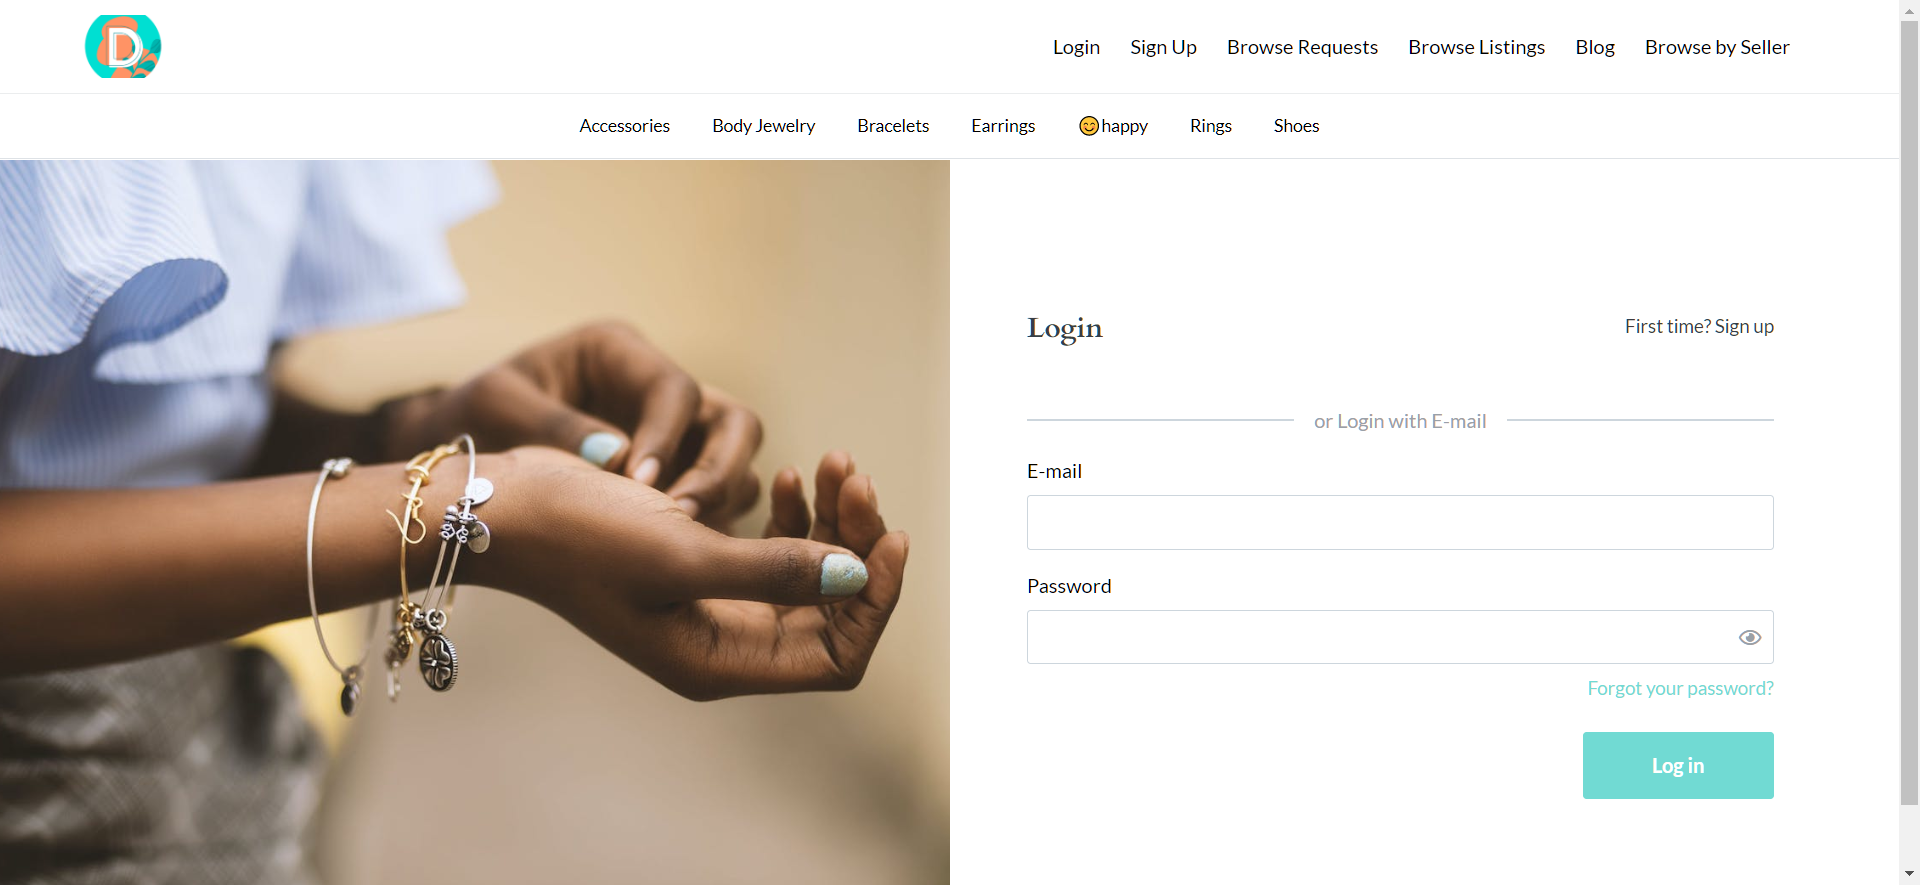 D
Login Sign Up Browse Requests Browse Listings Blog Browse by Seller
Accessories Body Jewelry Bracelets Earrings 😊happy Rings Shoes
Login First time? Sign up
or Login with E-mail
E-mail
Password
Forgot your password?
Log in